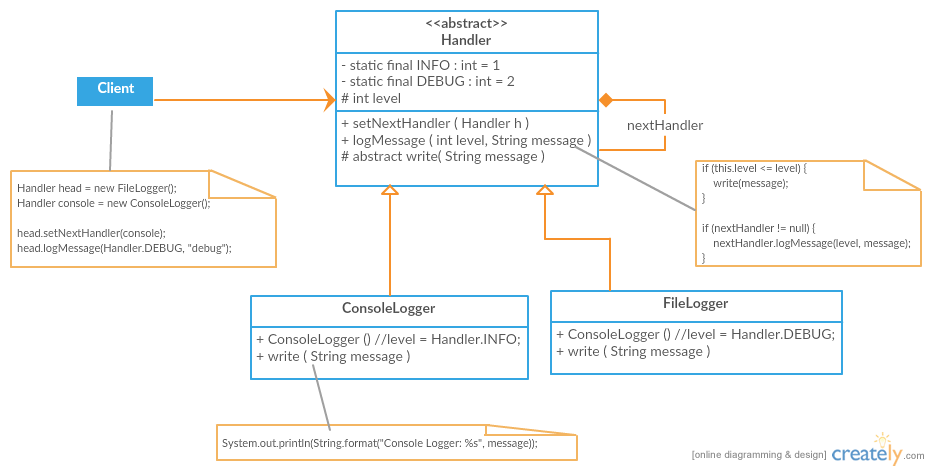 <<abstract>>
Handler
- static final INFO : int = 1
- static final DEBUG : int = 2
# int level
+ setNextHandler ( Handler h )
+ logMessage ( int level, String message )
# abstract write( String message )
Client
nextHandler
Handler head = new FileLogger();
Handler console = new ConsoleLogger();
head.setNextHandler(console);
head.logMessage(Handler.DEBUG, "debug");
if (this.level <= level) {
write(message);
}
if (nextHandler != null) {
nextHandler.logMessage(level, message);
}
ConsoleLogger
+ ConsoleLogger () //level = Handler.INFO;
+ write ( String message )
FileLogger
+ ConsoleLogger () //level = Handler.DEBUG;
+ write ( String message )
System.out.println(String.format("Console Logger: %s", message));
[online diagramming & design] creately.com